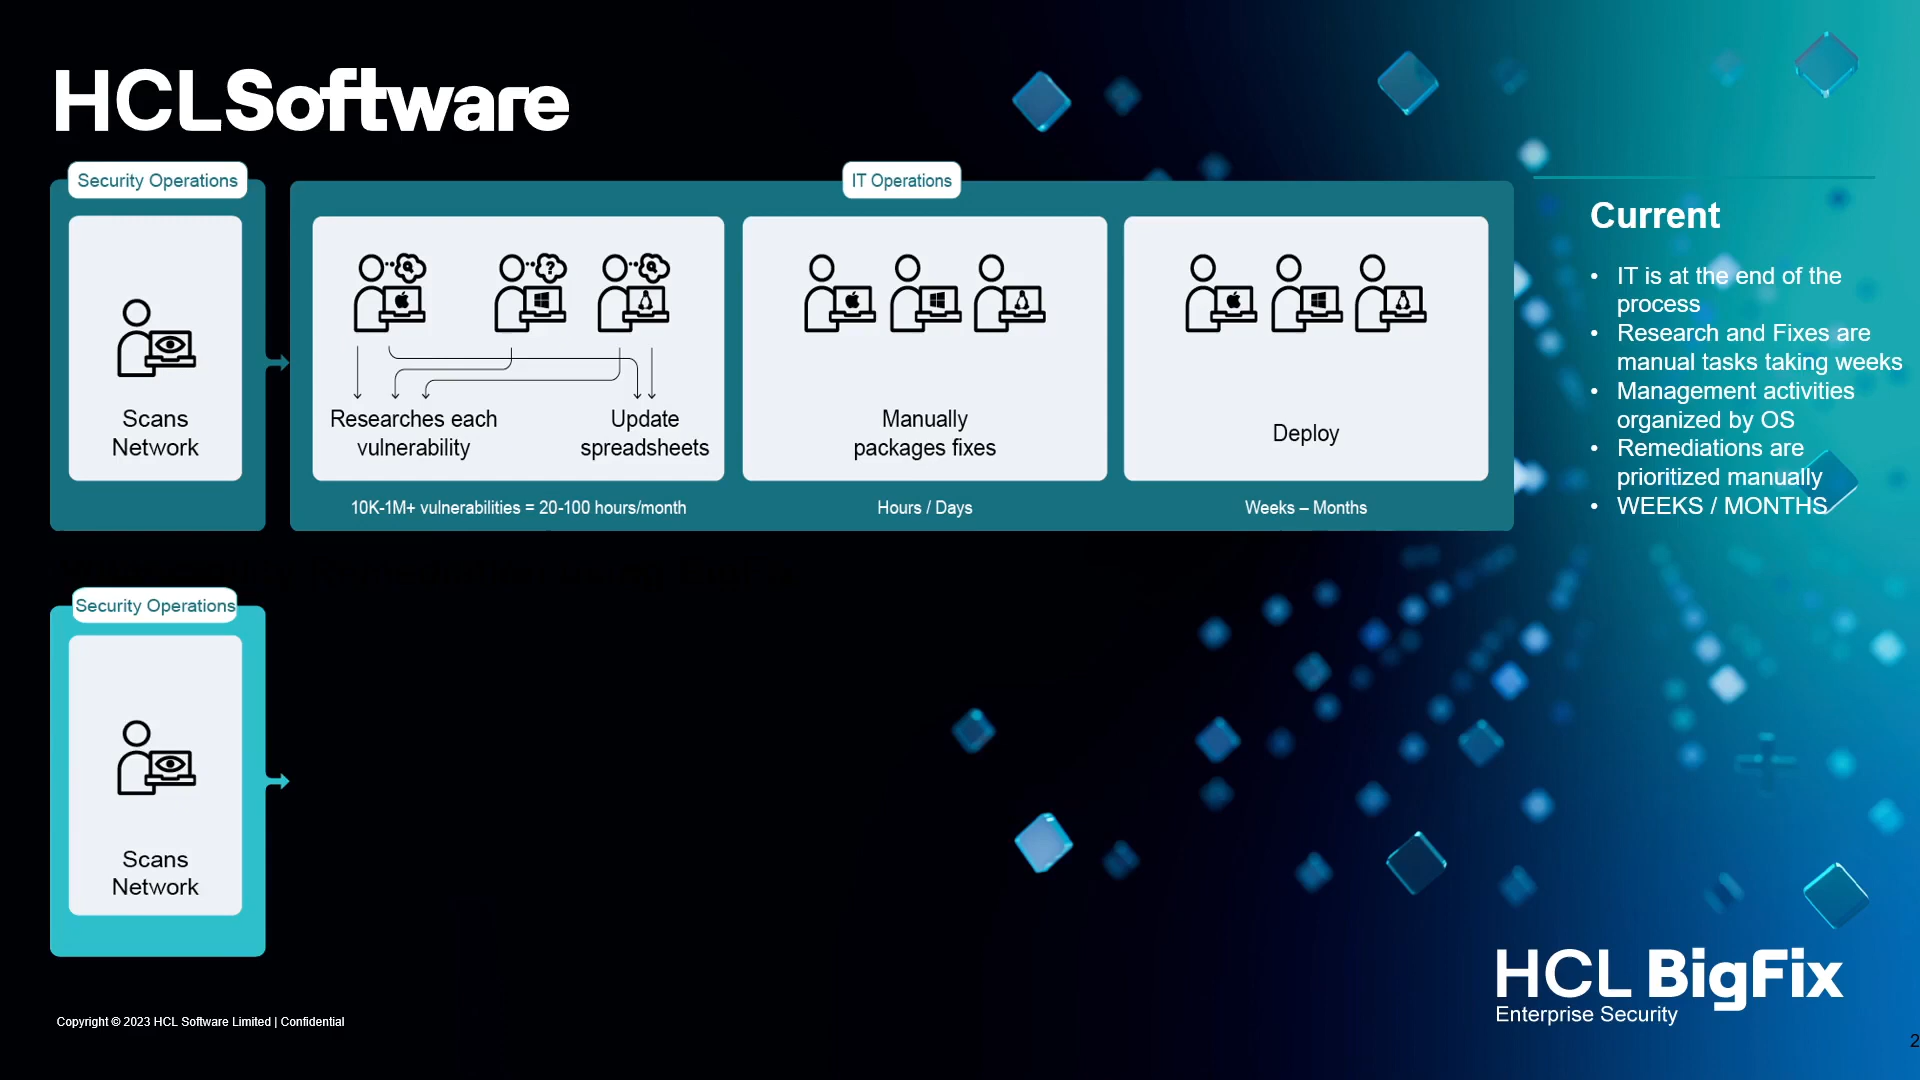 HCLSoftware
Security Operations
IT Operations
Scans
Network
Researches each
vulnerability
Update
spreadsheets
10K-1M+ vulnerabilities = 20-100 hours/month
Manually
packages fixes
Hours / Days
Deploy
Weeks – Months
Current
• IT is at the end of the
process
• Research and Fixes are
manual tasks taking weeks
• Management activities
organized by OS
• Remediations are
prioritized manually
• WEEKS / MONTHS
Security Operations
Scans
Network
HCL BigFix
Enterprise Security
Copyright © 2023 HCL Software Limited | Confidential
2